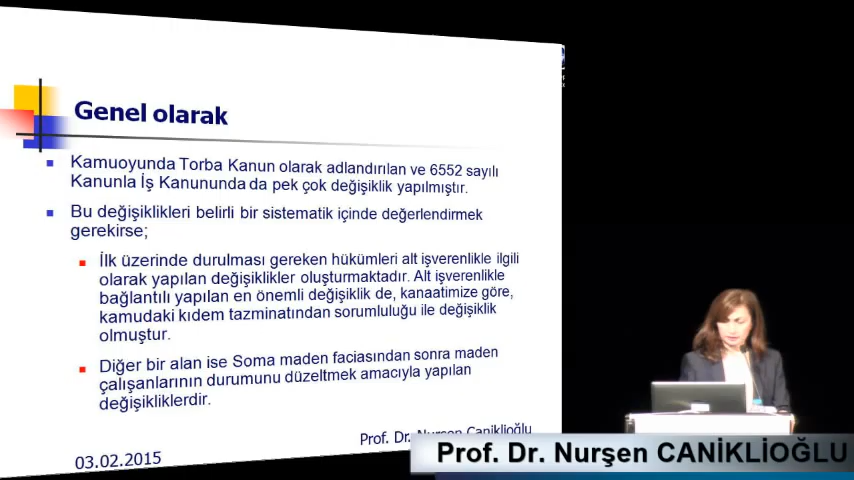 Genel olarak
Kamuoyunda Torba Kanun olarak adlandırılan ve 6552 sayılı
Kanunla İş Kanununda da pek çok değişiklik yapılmıştır.
Bu değişiklikleri belirli bir sistematik içinde değerlendirmek
gerekirse;
İlk üzerinde durulması gereken hükümleri alt işverenlikle ilgili
olarak yapılan değişiklikler oluşturmaktadır. Alt işverenlikle
bağlantılı yapılan en önemli değişiklik de, kanaatimize göre,
kamudaki kıdem tazminatından sorumluluğu ile değişiklik
olmuştur.
Diğer bir alan ise Soma maden faciasından sonra maden
çalışanlarının durumunu düzeltmek amacıyla yapılan
değişikliklerdir.
Prof. Dr. Nurşen Caniklioğlu
03.02.2015
Prof. Dr. Nurşen CANİKLİOĞLU